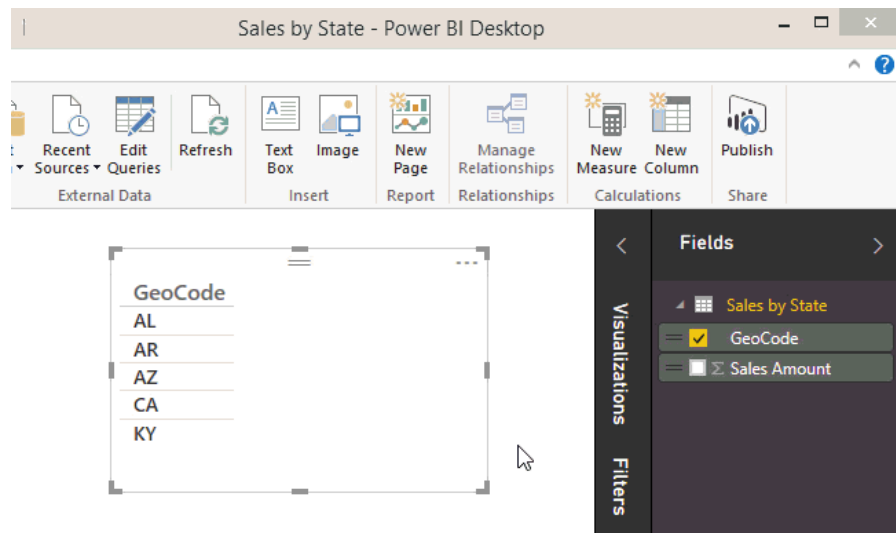 Sales by State - Power BI Desktop
Recent Sources
Edit Queries
Refresh
Text Box
Image
New Page
Manage Relationships
New Measure
New Column
Publish
External Data
Insert
Report
Relationships
Calculations
Share
GeoCode
AL
AR
AZ
CA
KY
Visualizations
Filters
Fields
Sales by State
GeoCode
Σ Sales Amount